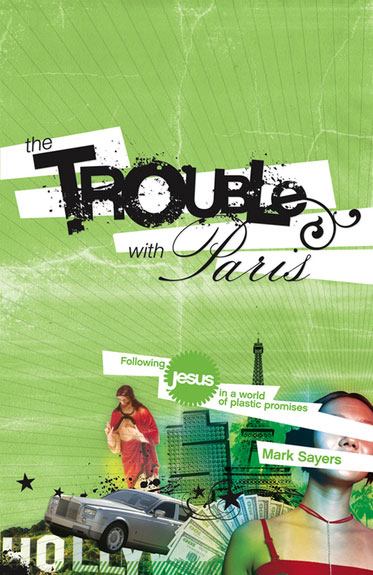 the
TROUBLe
with Paris
Following Jesus in a world
of plastic promises
Mark Sayers
HOLLY